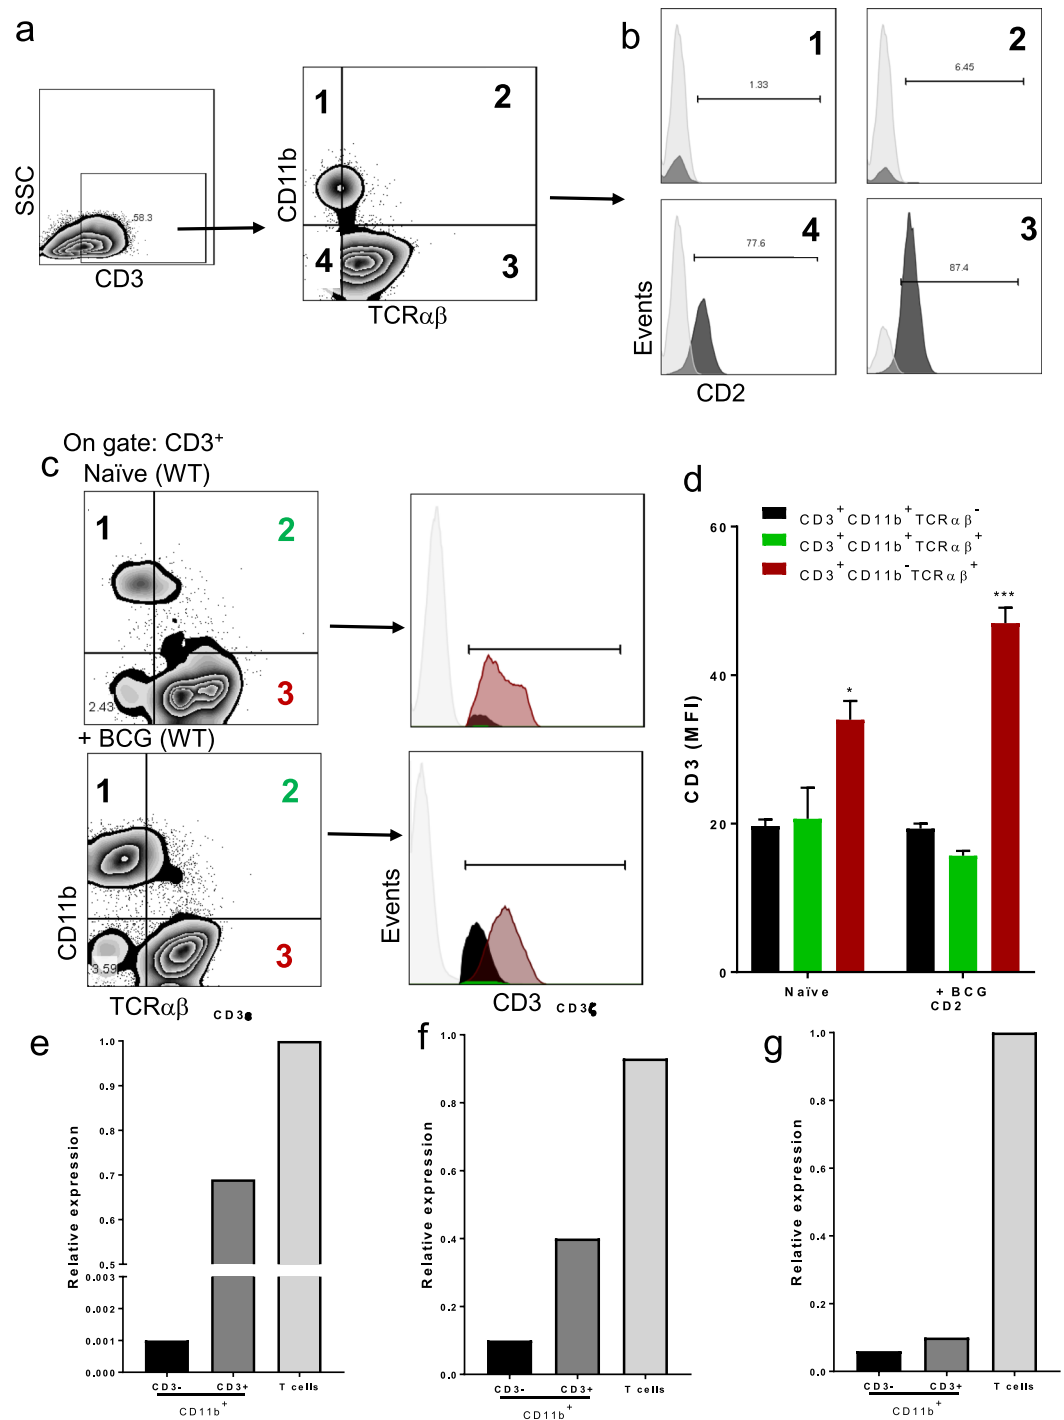 a
SSC
58.3
CD3
CD11b
1
2
4
3
TCRαβ
b
1
1.33
2
6.45
4
77.6
3
87.4
Events
CD2
On gate: CD3+
c
Naïve (WT)
1
2
3
2.43
+ BCG (WT)
1
2
3
3.59
CD11b
TCRαβ
Events
CD3
d
CD3+CD11b+TCRαβ-
CD3+CD11b+TCRαβ+
CD3+CD11b-TCRαβ+
CD3 (MFI)
60
40
20
0
*
***
Naïve
+ BCG
e
CD3ε
Relative expression
1.0
0.9
0.8
0.7
0.6
0.5
0.003
0.002
0.001
0.000
CD3-
CD3+
T cells
CD11b+
f
CD3ζ
Relative expression
1.0
0.8
0.6
0.4
0.2
0.0
CD3-
CD3+
T cells
CD11b+
g
CD2
Relative expression
1.0
0.8
0.6
0.4
0.2
0.0
CD3-
CD3+
T cells
CD11b+